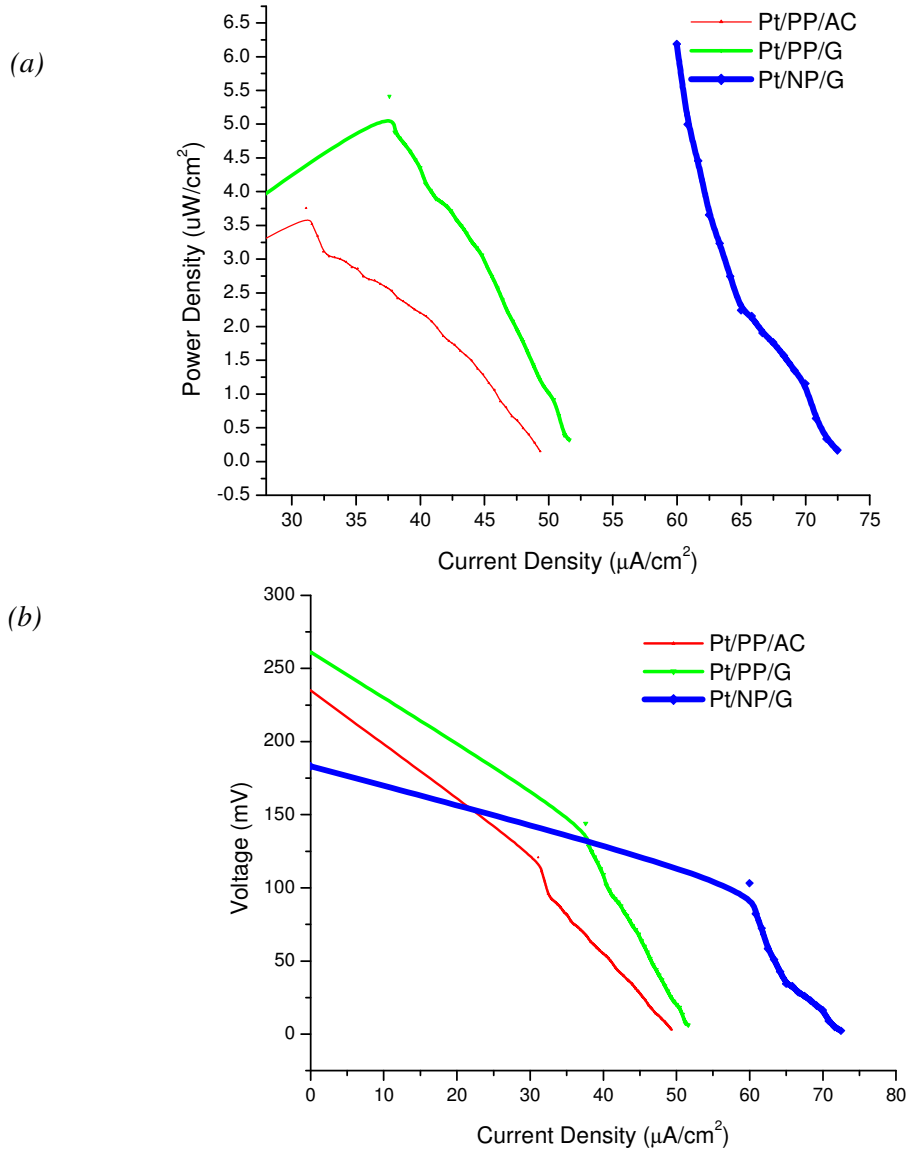 (a)
Pt/PP/AC
Pt/PP/G
Pt/NP/G
Power Density (uW/cm²)
6.5
6.0
5.5
5.0
4.5
4.0
3.5
3.0
2.5
2.0
1.5
1.0
0.5
0.0
-0.5
30 35 40 45 50 55 60 65 70 75
Current Density (μA/cm²)
(b)
Pt/PP/AC
Pt/PP/G
Pt/NP/G
Voltage (mV)
300
250
200
150
100
50
0
0 10 20 30 40 50 60 70 80
Current Density (μA/cm²)